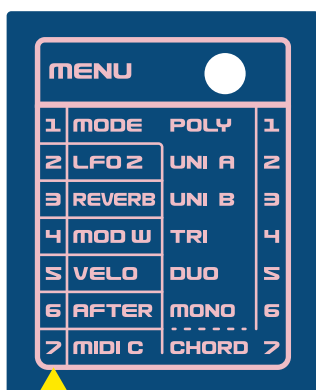 MENU
1 MODE POLY 1
2 LFO 2 UNI A 2
3 REVERB UNI B 3
4 MOD W TRI 4
5 VELO DUO 5
6 AFTER MONO 6
7 MIDI C CHORD 7